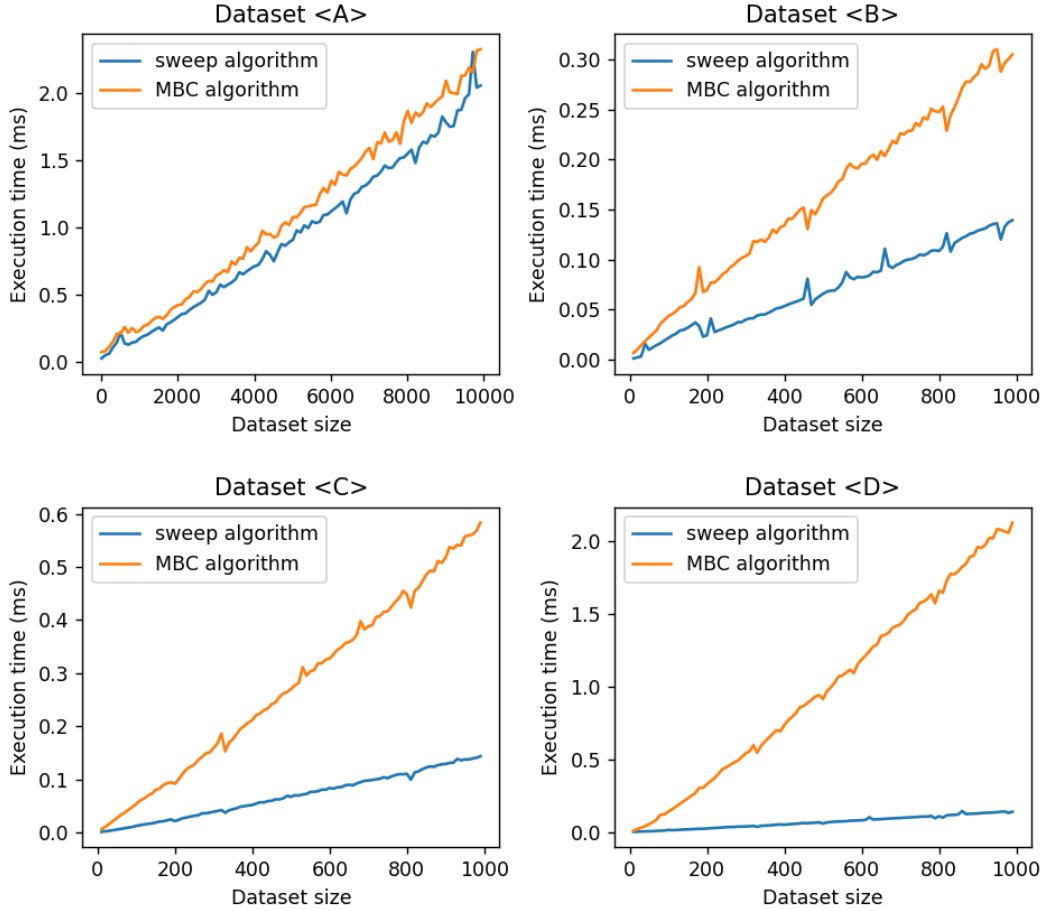 Dataset <A>
sweep algorithm
MBC algorithm
Execution time (ms)
2.0
1.5
1.0
0.5
0.0
0 2000 4000 6000 8000 10000
Dataset size
Dataset <B>
sweep algorithm
MBC algorithm
Execution time (ms)
0.30
0.25
0.20
0.15
0.10
0.05
0.00
0 200 400 600 800 1000
Dataset size
Dataset <C>
sweep algorithm
MBC algorithm
Execution time (ms)
0.6
0.5
0.4
0.3
0.2
0.1
0.0
0 200 400 600 800 1000
Dataset size
Dataset <D>
sweep algorithm
MBC algorithm
Execution time (ms)
2.0
1.5
1.0
0.5
0.0
0 200 400 600 800 1000
Dataset size